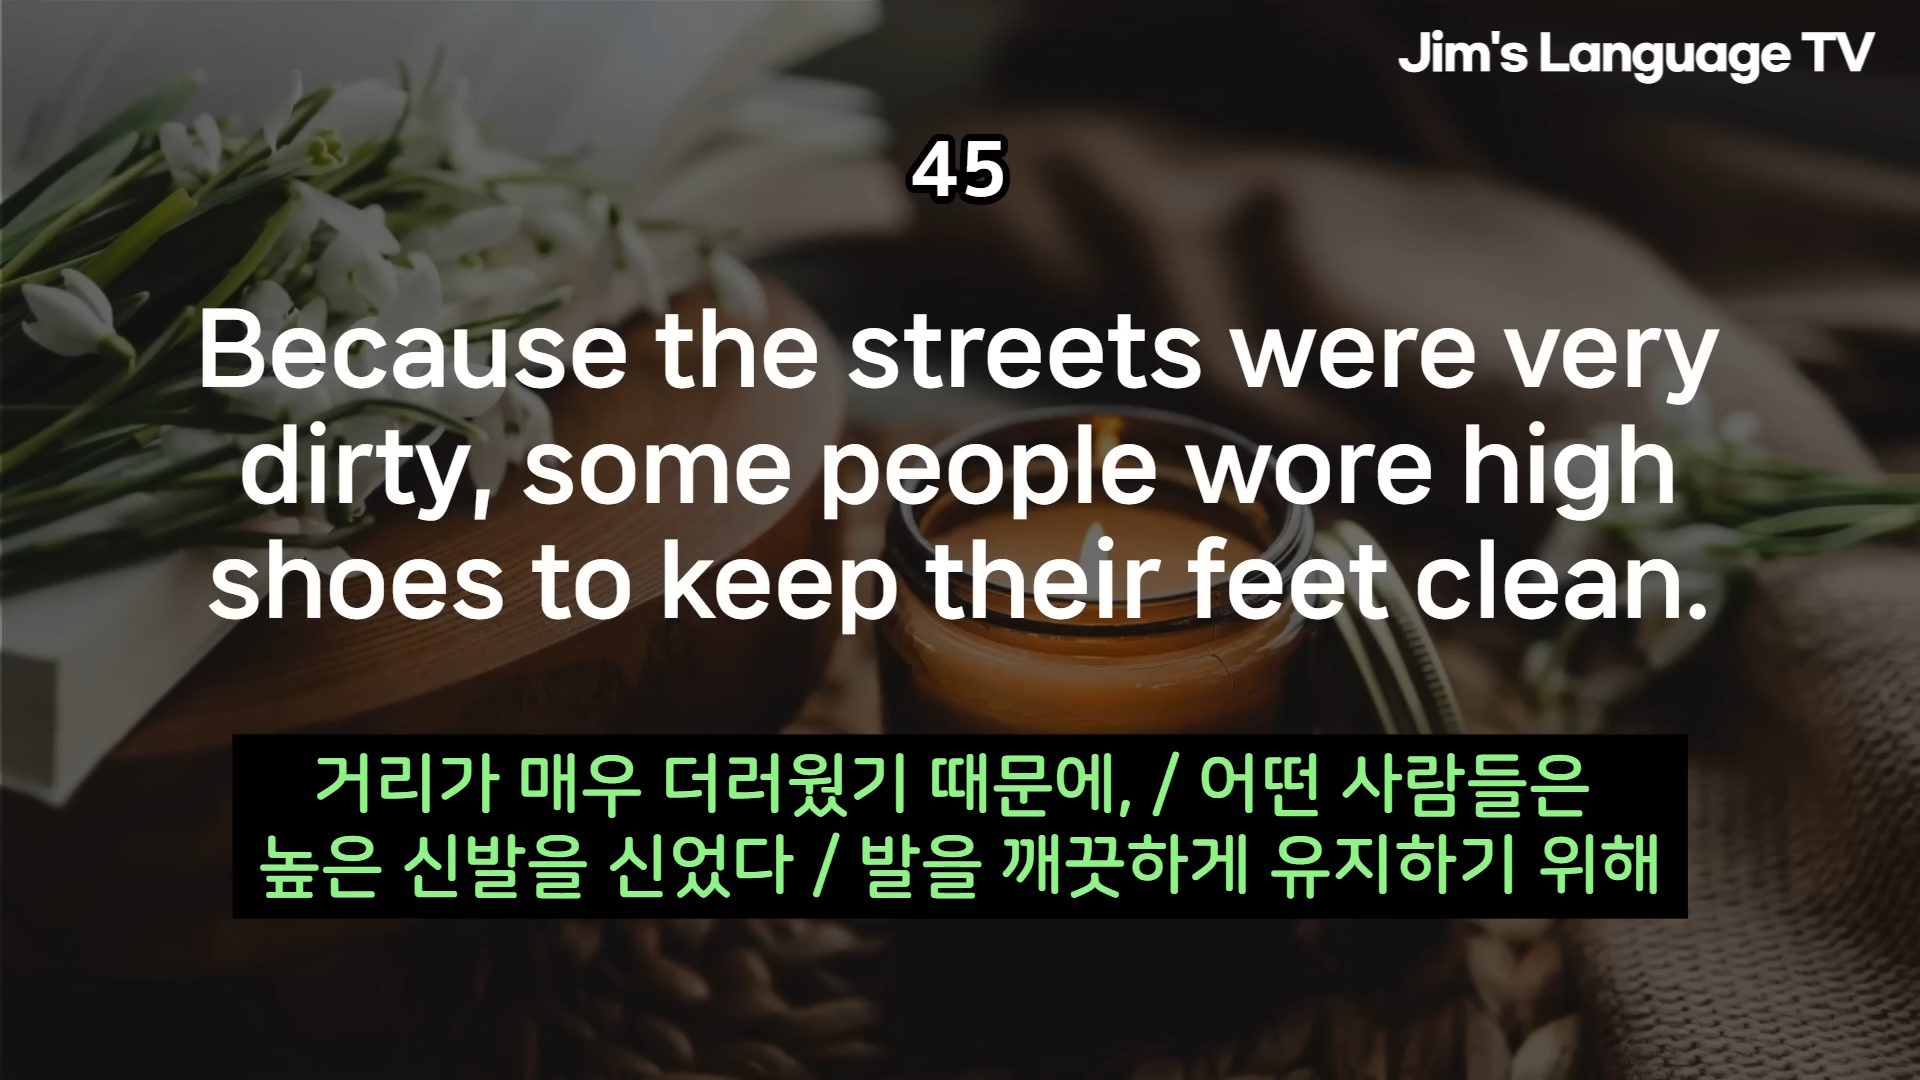 Jim's Language TV
45
Because the streets were very
dirty, some people wore high
shoes to keep their feet clean.
거리가 매우 더러웠기 때문에, / 어떤 사람들은
높은 신발을 신었다 / 발을 깨끗하게 유지하기 위해